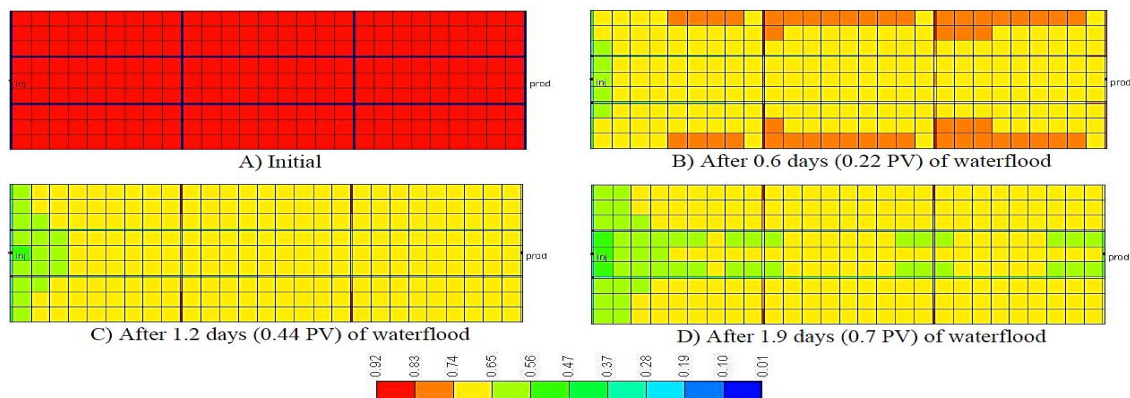 inj
prod
A) Initial
inj
prod
B) After 0.6 days (0.22 PV) of waterflood
inj
prod
C) After 1.2 days (0.44 PV) of waterflood
inj
prod
D) After 1.9 days (0.7 PV) of waterflood
0.92 0.83 0.74 0.65 0.56 0.47 0.37 0.28 0.19 0.10 0.01